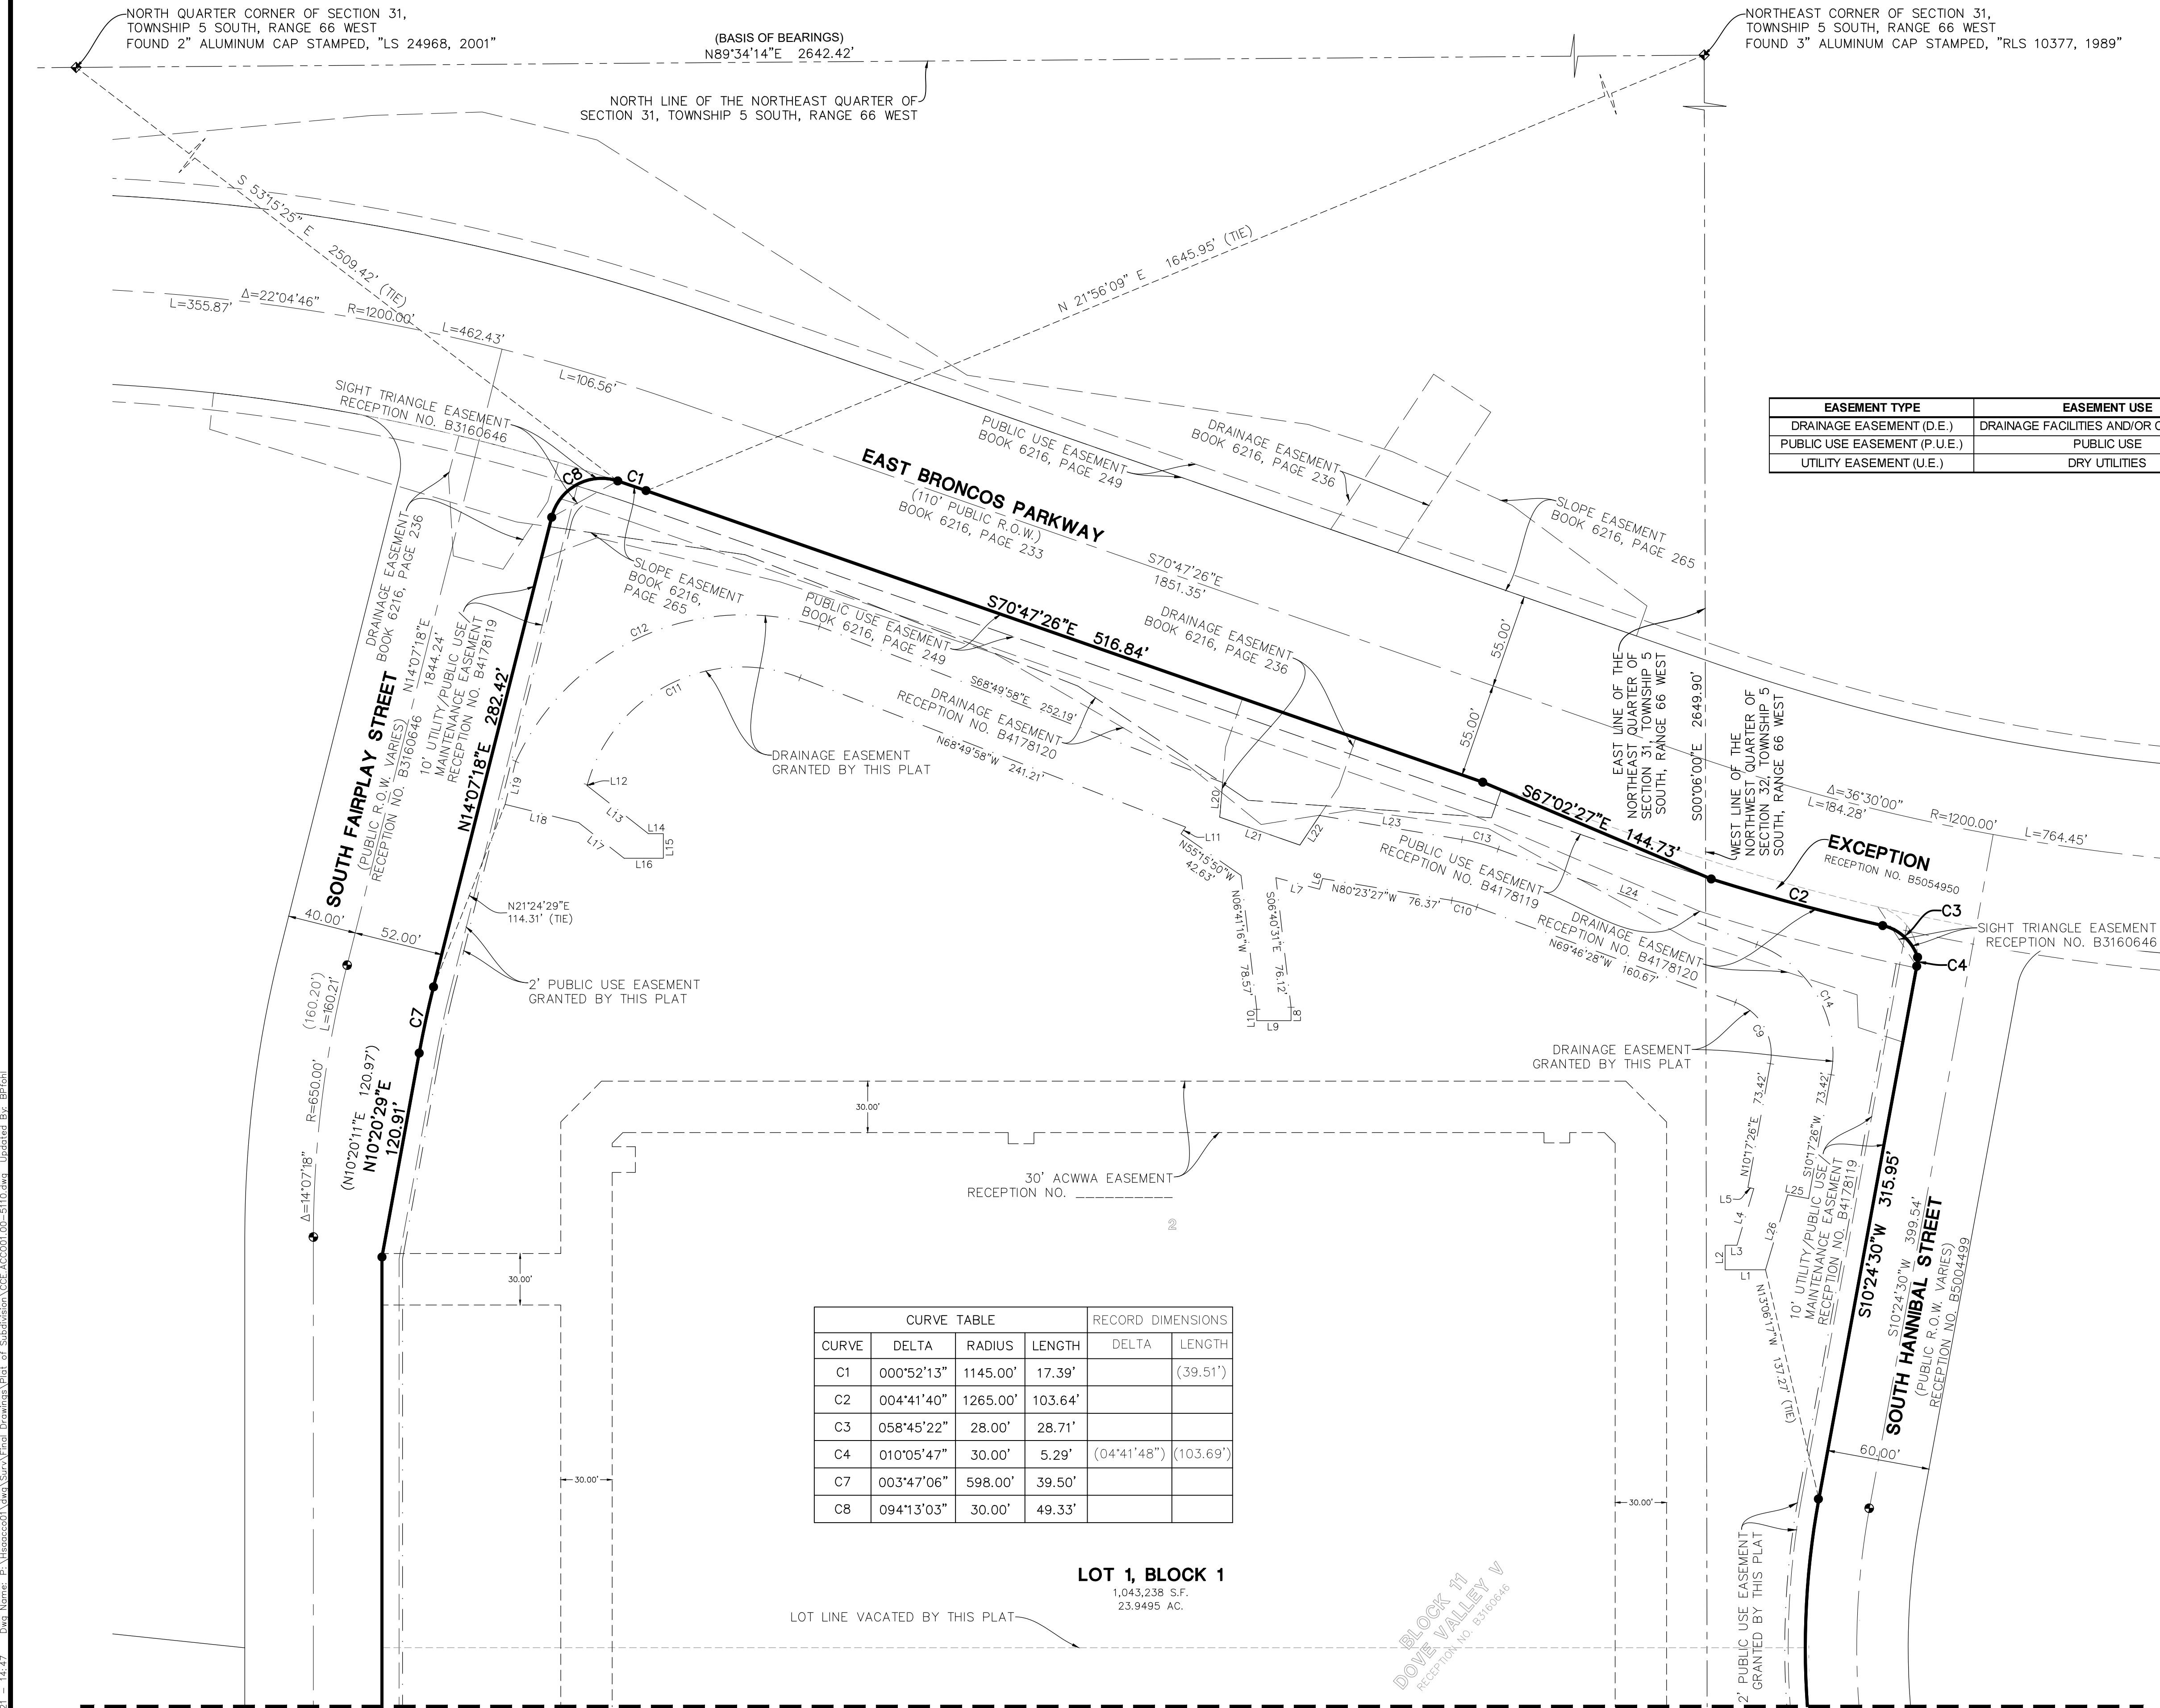 NORTH QUARTER CORNER OF SECTION 31,
TOWNSHIP 5 SOUTH, RANGE 66 WEST
FOUND 2" ALUMINUM CAP STAMPED, "LS 24968, 2001"
(BASIS OF BEARINGS)
N89°34'14"E 2642.42'
NORTHEAST CORNER OF SECTION 31,
TOWNSHIP 5 SOUTH, RANGE 66 WEST
FOUND 3" ALUMINUM CAP STAMPED, "RLS 10377, 1989"
NORTH LINE OF THE NORTHEAST QUARTER OF
SECTION 31, TOWNSHIP 5 SOUTH, RANGE 66 WEST
S 53°15'25" E 2509.42' (TIE)
N 21°56'09" E 1645.95' (TIE)
Δ=22°04'46"
L=355.87'
R=1200.00'
L=462.43'
L=106.56'
SIGHT TRIANGLE EASEMENT
RECEPTION NO. B3160646
EASEMENT TYPE EASEMENT USE
DRAINAGE EASEMENT (D.E.) DRAINAGE FACILITIES AND/OR
PUBLIC USE EASEMENT (P.U.E.) PUBLIC USE
UTILITY EASEMENT (U.E.) DRY UTILITIES
PUBLIC USE EASEMENT
BOOK 6216, PAGE 249
DRAINAGE EASEMENT
BOOK 6216, PAGE 236
EAST BRONCOS PARKWAY
(110' PUBLIC R.O.W.)
BOOK 6216, PAGE 233
SLOPE EASEMENT
BOOK 6216, PAGE 265
C8
C1
S70°47'26"E
1851.35'
DRAINAGE EASEMENT
BOOK 6216, PAGE 236
SLOPE EASEMENT
BOOK 6216,
PAGE 265
PUBLIC USE EASEMENT
BOOK 6216, PAGE 249
S70°47'26"E 516.84'
DRAINAGE EASEMENT
BOOK 6216, PAGE 236
55.00'
55.00'
EAST LINE OF THE
NORTHEAST QUARTER OF
SECTION 31, TOWNSHIP 5
SOUTH, RANGE 66 WEST
S00°06'00"E 2649.90'
WEST LINE OF THE
NORTHWEST QUARTER OF
SECTION 32, TOWNSHIP 5
SOUTH, RANGE 66 WEST
SOUTH FAIRPLAY STREET
(PUBLIC R.O.W. VARIES)
RECEPTION NO. B3160646
N14°07'18"E
1844.24'
10' UTILITY/PUBLIC USE/
MAINTENANCE EASEMENT
RECEPTION NO. B4178119
N14°07'18"E 282.42'
C12
C11
S68°49'58"E 252.19'
DRAINAGE EASEMENT
RECEPTION NO. B4178120
N68°49'58"W 241.21'
DRAINAGE EASEMENT
GRANTED BY THIS PLAT
L19
L12
L13
L14
L15
L16
L17
L18
L20
L21
L22
L11
L23
C13
S67°02'27"E 144.73'
Δ=36°30'00"
L=184.28'
R=1200.00'
L=764.45'
EXCEPTION
RECEPTION NO. B5054950
N55°15'50"W
42.63'
PUBLIC USE EASEMENT
RECEPTION NO. B4178119
L24
C2
C3
C4
SIGHT TRIANGLE EASEMENT
RECEPTION NO. B3160646
L6
L7
N80°23'27"W 76.37'
C10
DRAINAGE EASEMENT
RECEPTION NO. B4178120
N69°46'28"W 160.67'
N06°41'16"W 78.57'
S06°40'31"E 76.12'
L10
L9
L8
N21°24'29"E
114.31' (TIE)
40.00'
52.00'
2' PUBLIC USE EASEMENT
GRANTED BY THIS PLAT
(160.20')
L=160.21'
R=650.00'
Δ=14°07'18"
C7
(N10°20'11"E 120.97')
N10°20'29"E
120.91'
C14
C9
DRAINAGE EASEMENT
GRANTED BY THIS PLAT
N10°17'26"E 73.42'
S10°17'26"W 73.42'
L5
L4
L3
L2
L1
L25
L26
N13°06'17"W 137.27' (TIE)
10' UTILITY/PUBLIC USE/
MAINTENANCE EASEMENT
RECEPTION NO. B4178119
S10°24'30"W 315.95'
S10°24'30"W 399.54'
SOUTH HANNIBAL STREET
(PUBLIC R.O.W. VARIES)
RECEPTION NO. B5004499
60.00'
30.00'
30' ACWWA EASEMENT
RECEPTION NO. __________
2
30.00'
30.00'
30.00'
CURVE TABLE RECORD DIMENSIONS
CURVE DELTA RADIUS LENGTH DELTA LENGTH
C1 000°52'13" 1145.00' 17.39' (39.51')
C2 004°41'40" 1265.00' 103.64'
C3 058°45'22" 28.00' 28.71'
C4 010°05'47" 30.00' 5.29' (04°41'48") (103.69')
C7 003°47'06" 598.00' 39.50'
C8 094°13'03" 30.00' 49.33'
LOT 1, BLOCK 1
1,043,238 S.F.
23.9495 AC.
LOT LINE VACATED BY THIS PLAT
BLOCK 11
DOVE VALLEY V
RECEPTION NO. B3160646
2' PUBLIC USE EASEMENT
GRANTED BY THIS PLAT
21 - 14:47 Dwg Name: P:\Hsacco01\dwg\Surv\Final Drawings\Plat of Subdivision\CCE.ACC001.00-5110.dwg Updated By: BPfohl